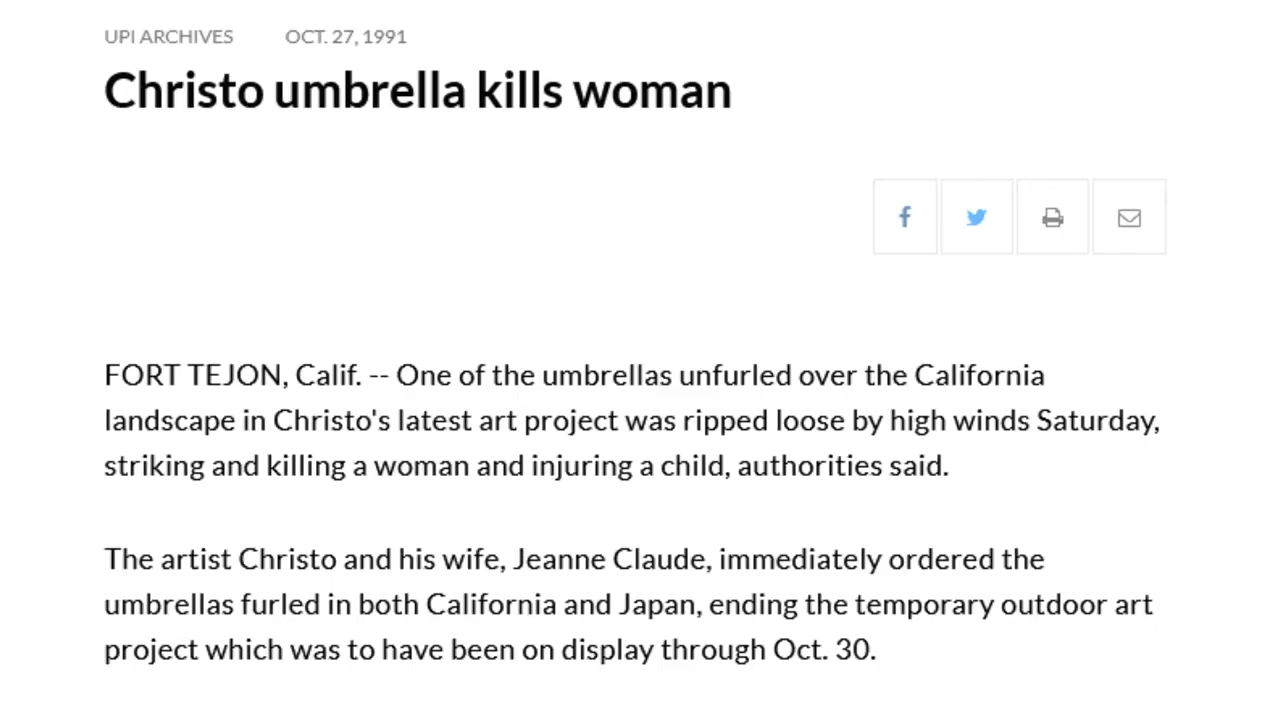 UPI ARCHIVES OCT. 27, 1991
Christo umbrella kills woman
FORT TEJON, Calif. -- One of the umbrellas unfurled over the California
landscape in Christo's latest art project was ripped loose by high winds Saturday,
striking and killing a woman and injuring a child, authorities said.
The artist Christo and his wife, Jeanne Claude, immediately ordered the
umbrellas furled in both California and Japan, ending the temporary outdoor art
project which was to have been on display through Oct. 30.